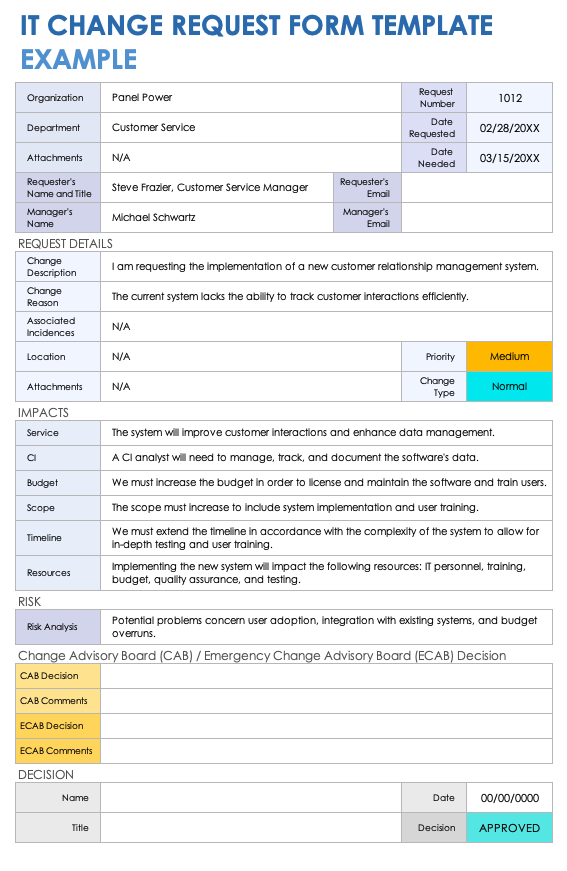 IT CHANGE REQUEST FORM TEMPLATE
EXAMPLE
Organization Panel Power Request Number 1012
Department Customer Service Date Requested 02/28/20XX
Attachments N/A Date Needed 03/15/20XX
Requester's Name and Title Steve Frazier, Customer Service Manager Requester's Email
Manager's Name Michael Schwartz Manager's Email
REQUEST DETAILS
Change Description I am requesting the implementation of a new customer relationship management system.
Change Reason The current system lacks the ability to track customer interactions efficiently.
Associated Incidences N/A
Location N/A Priority Medium
Attachments N/A Change Type Normal
IMPACTS
Service The system will improve customer interactions and enhance data management.
CI A CI analyst will need to manage, track, and document the software's data.
Budget We must increase the budget in order to license and maintain the software and train users.
Scope The scope must increase to include system implementation and user training.
Timeline We must extend the timeline in accordance with the complexity of the system to allow for
in-depth testing and user training.
Resources Implementing the new system will impact the following resources: IT personnel, training,
budget, quality assurance, and testing.
RISK
Risk Analysis Potential problems concern user adoption, integration with existing systems, and budget
overruns.
Change Advisory Board (CAB) / Emergency Change Advisory Board (ECAB) Decision
CAB Decision
CAB Comments
ECAB Decision
ECAB Comments
DECISION
Name Date 00/00/0000
Title Decision APPROVED